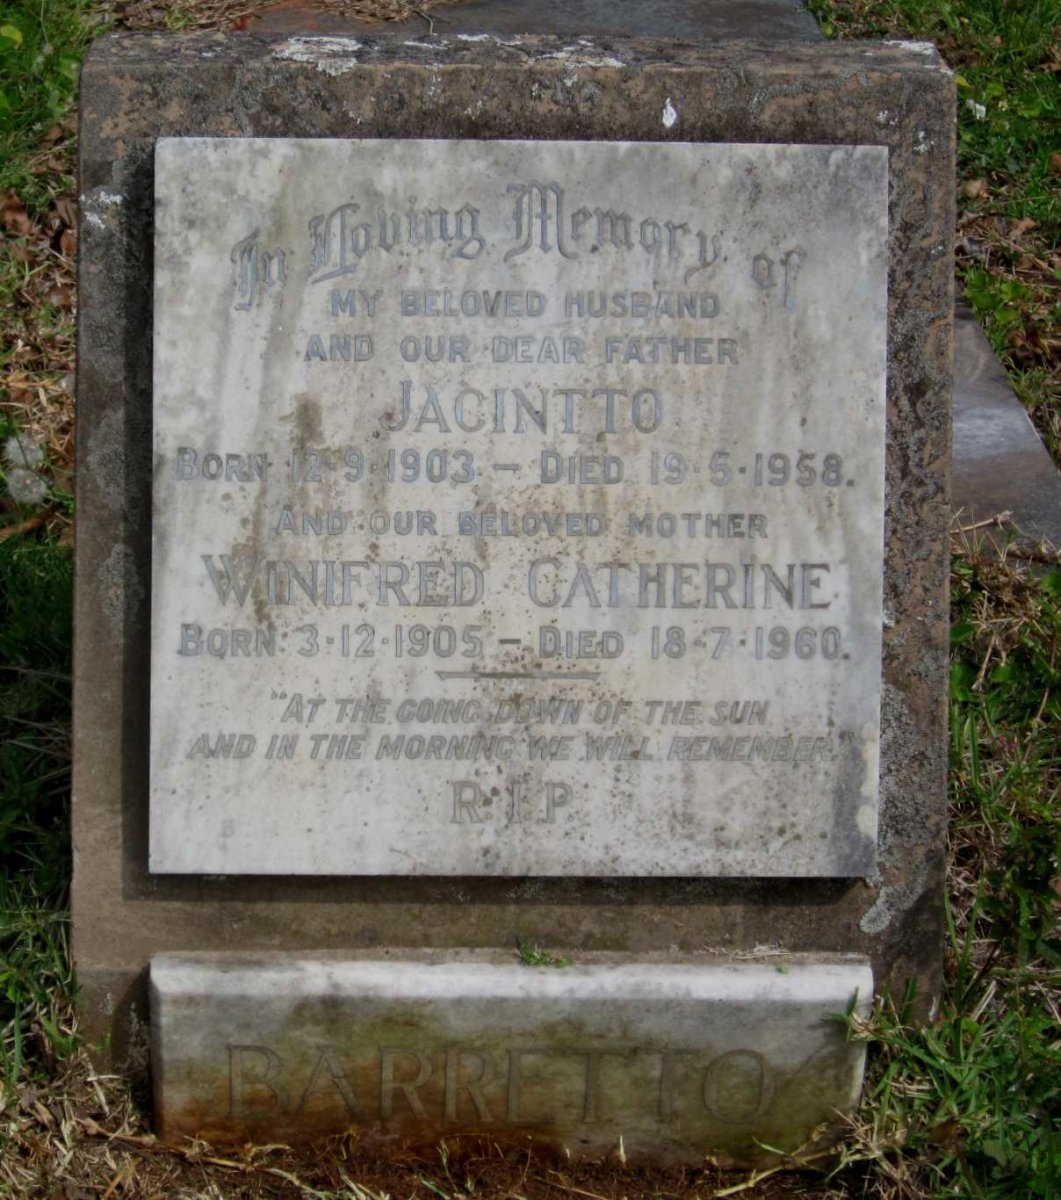 In Loving Memory of
MY BELOVED HUSBAND
AND OUR DEAR FATHER
JACINTTO
BORN 12·9·1903. — DIED 19·5·1958.
AND OUR BELOVED MOTHER
WINIFRED CATHERINE
BORN 3·12·1905 — DIED 18·7·1960.
"AT THE GOING DOWN OF THE SUN
AND IN THE MORNING WE WILL REMEMBER."
R.I.P.
BARRETTO